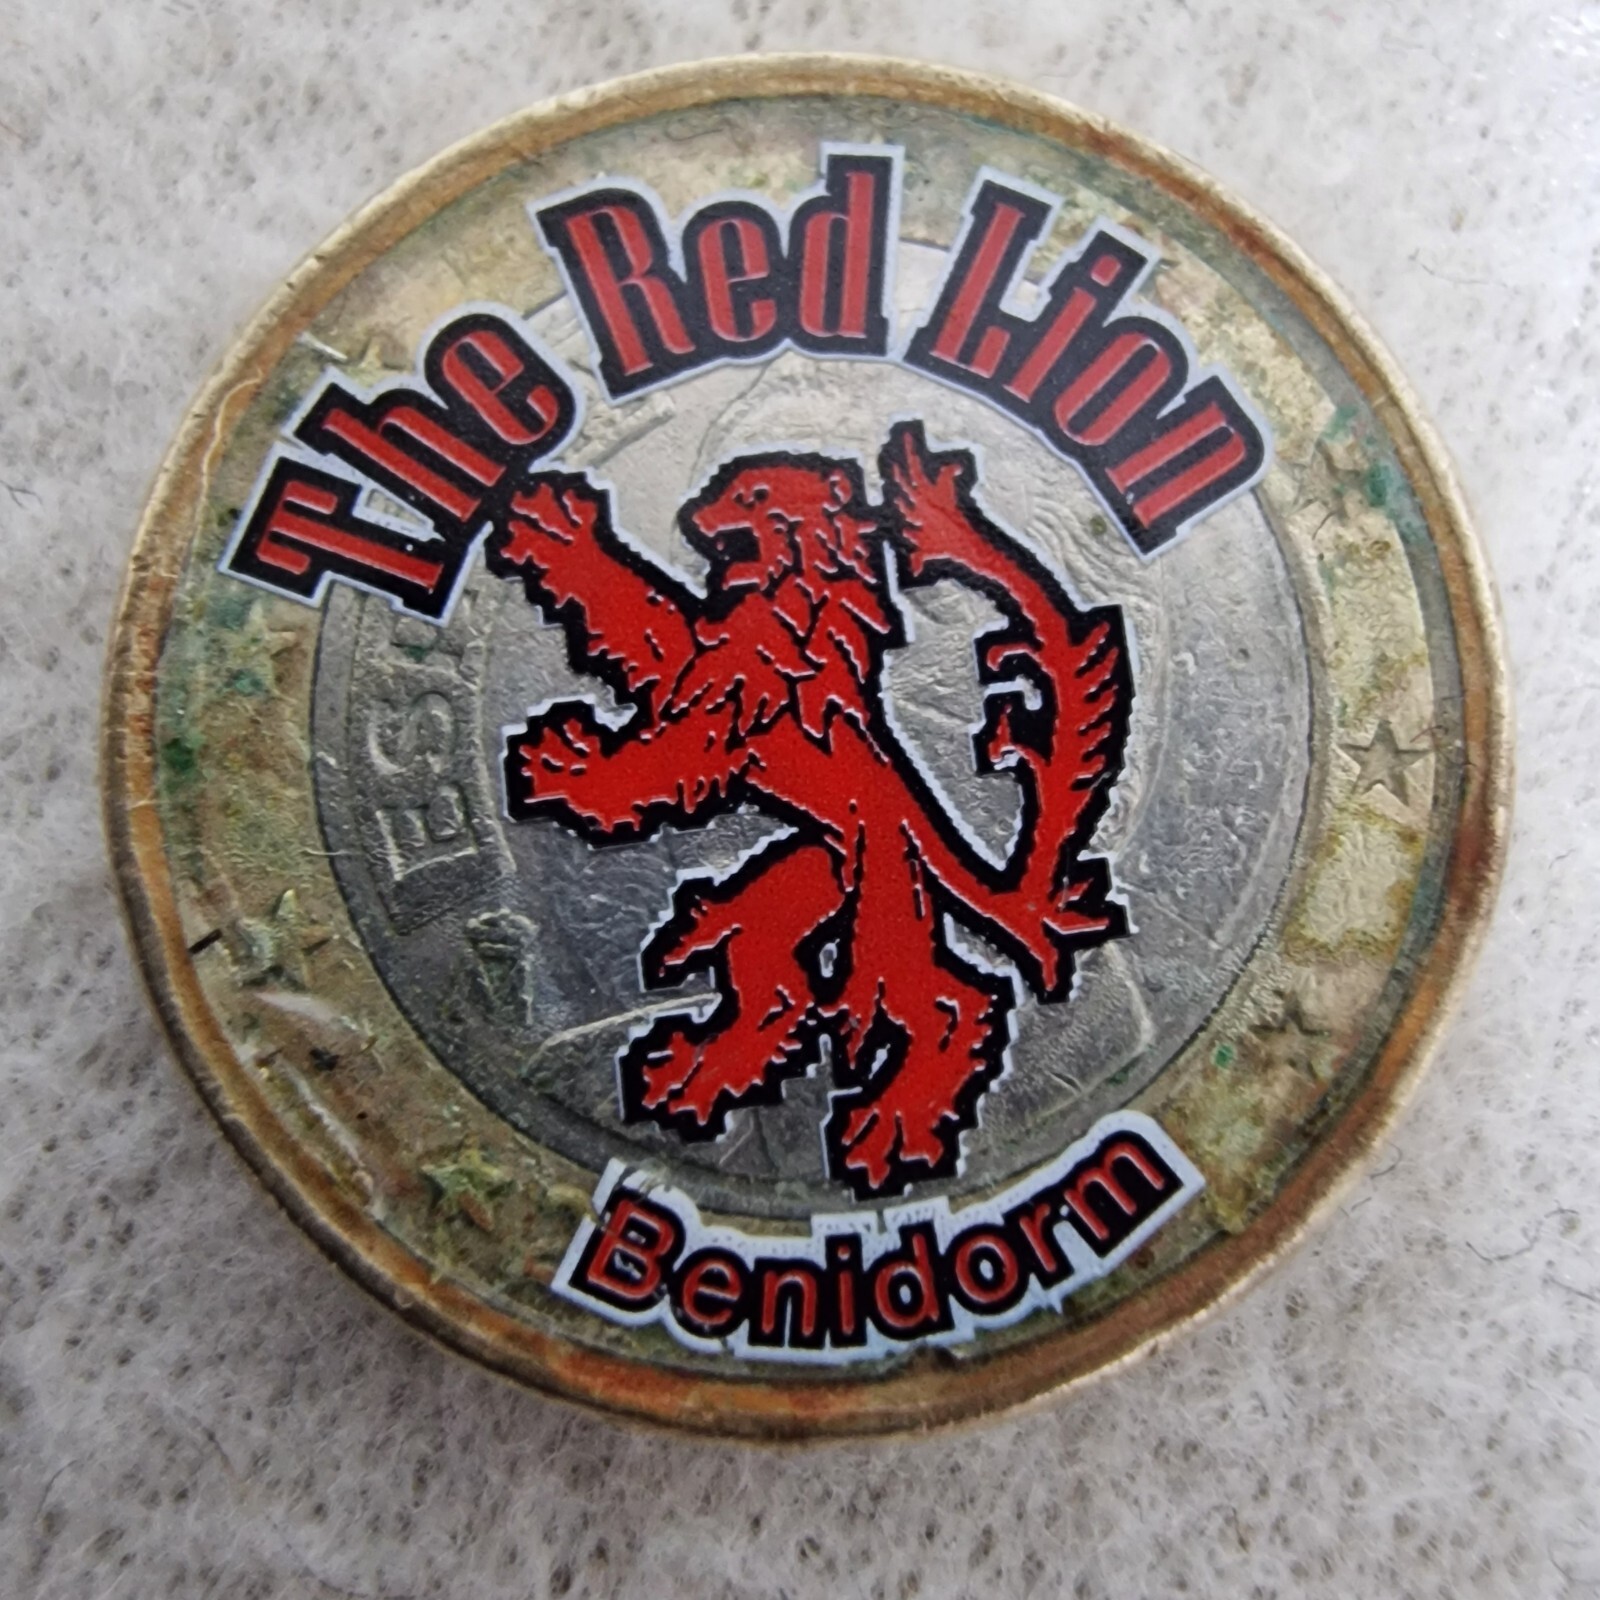 The Red Lion
Benidorm